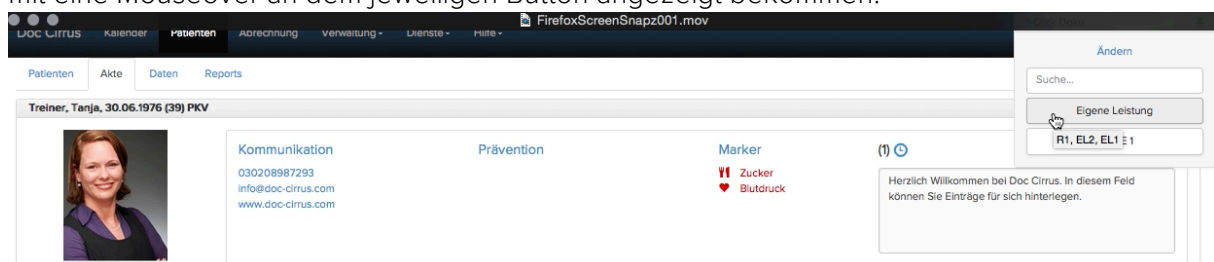 mit eine Mouseover an dem jeweiligen Button angezeigt bekommen.
FirefoxScreenSnapz001.mov
Doc Cirrus Kalender Patienten Abrechnung Verwaltung Dienste Hilfe
Ändern
Patienten Akte Daten Reports
Suche...
Treiner, Tanja, 30.06.1976 (39) PKV
Eigene Leistung
R1, EL2, EL1 E 1
Kommunikation Prävention Marker (1)
030208987293
info@doc-cirrus.com
www.doc-cirrus.com
Zucker
Blutdruck
Herzlich Willkommen bei Doc Cirrus. In diesem Feld
können Sie Einträge für sich hinterlegen.